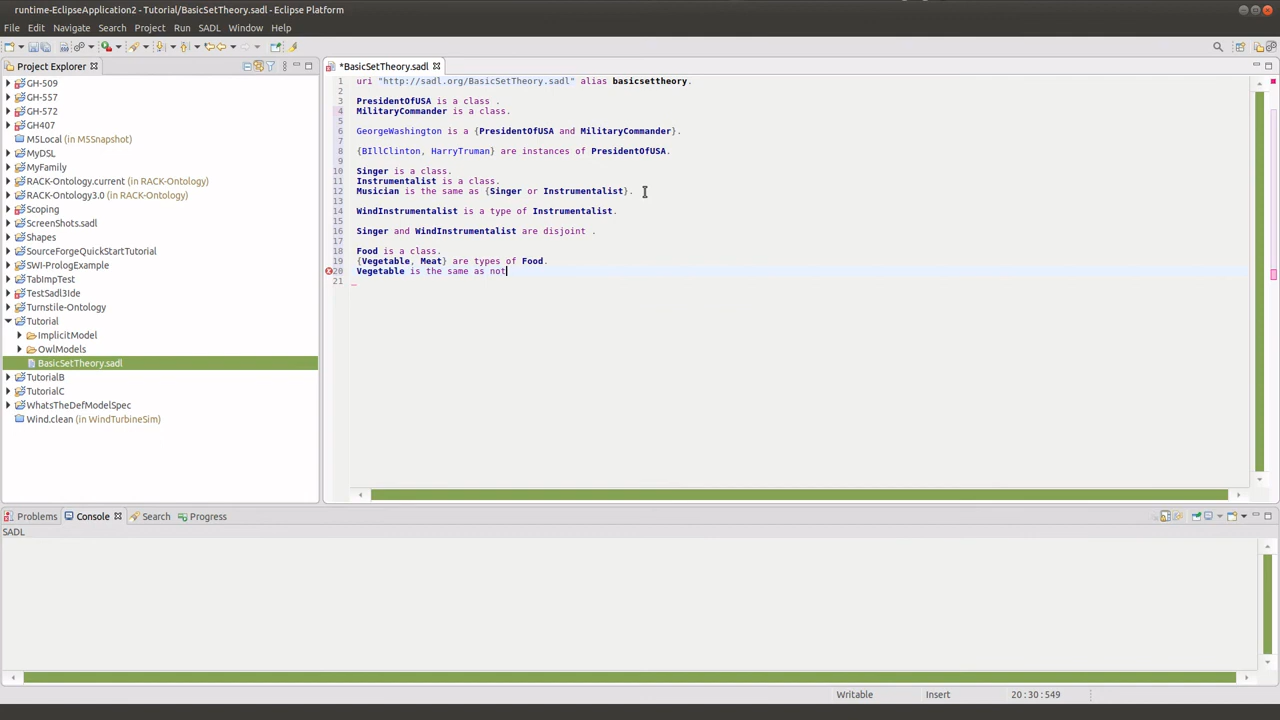 runtime-EclipseApplication2 - Tutorial/BasicSetTheory.sadl - Eclipse Platform
File Edit Navigate Search Project Run SADL Window Help
Project Explorer
GH-509
GH-557
GH-572
GH407
M5Local (in M5Snapshot)
MyDSL
MyFamily
RACK-Ontology.current (in RACK-Ontology)
RACK-Ontology3.0 (in RACK-Ontology)
Scoping
ScreenShots.sadl
Shapes
SourceForgeQuickStartTutorial
SWI-PrologExample
TabImpTest
TestSadl3Ide
Turnstile-Ontology
Tutorial
ImplicitModel
OwlModels
BasicSetTheory.sadl
TutorialB
TutorialC
WhatsTheDefModelSpec
Wind.clean (in WindTurbineSim)
*BasicSetTheory.sadl
1 uri "http://sadl.org/BasicSetTheory.sadl" alias basicsettheory.
2
3 PresidentOfUSA is a class .
4 MilitaryCommander is a class.
5
6 GeorgeWashington is a {PresidentOfUSA and MilitaryCommander}.
7
8 {BIllClinton, HarryTruman} are instances of PresidentOfUSA.
9
10 Singer is a class.
11 Instrumentalist is a class.
12 Musician is the same as {Singer or Instrumentalist}.
13
14 WindInstrumentalist is a type of Instrumentalist.
15
16 Singer and WindInstrumentalist are disjoint .
17
18 Food is a class.
19 {Vegetable, Meat} are types of Food.
20 Vegetable is the same as not
21
Problems Console Search Progress
SADL
Writable Insert 20:30:549